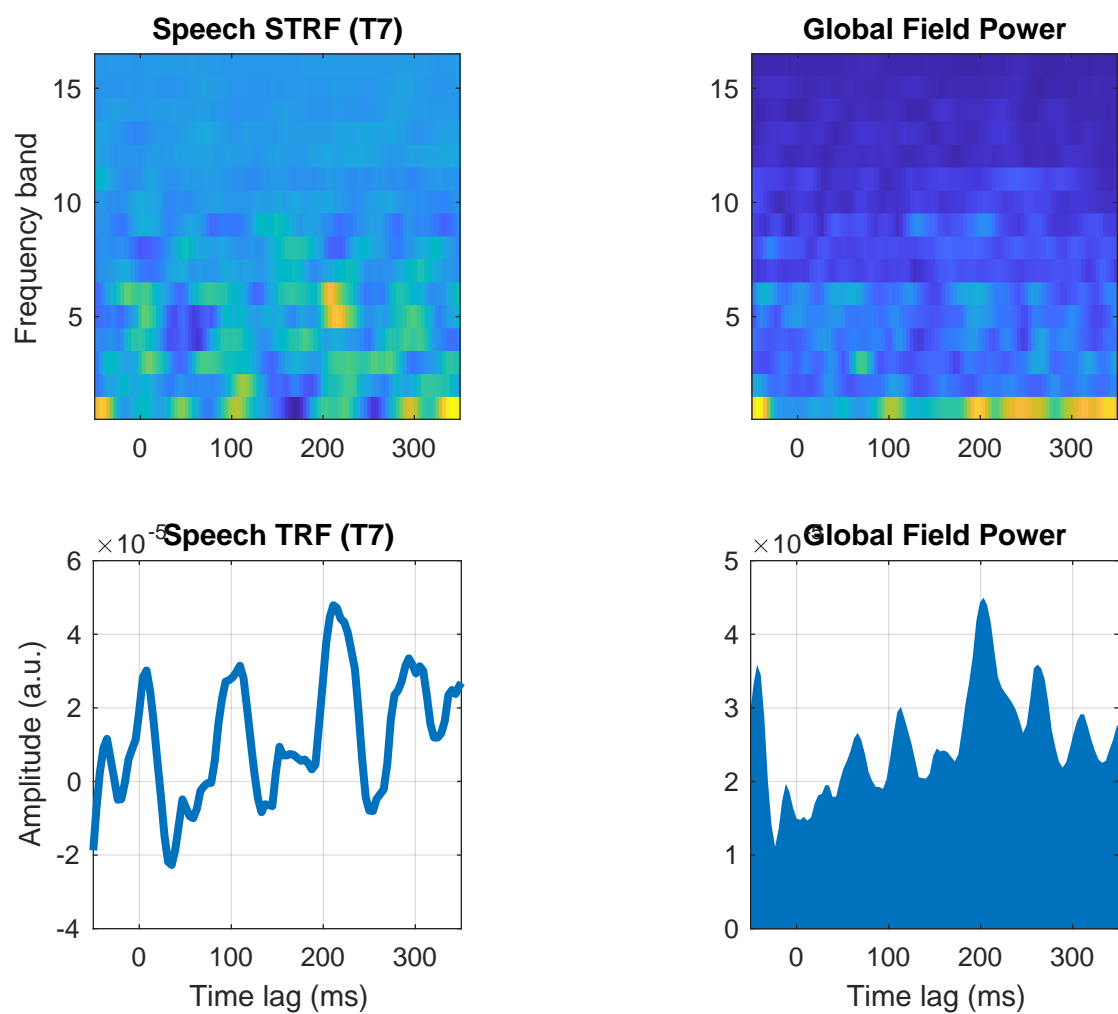 Speech STRF (T7)
Frequency band
15
10
5
0 100 200 300
Global Field Power
15
10
5
0 100 200 300
×10⁻⁵
Speech TRF (T7)
Amplitude (a.u.)
6
4
2
0
-2
-4
0 100 200 300
Time lag (ms)
×10
Global Field Power
5
4
3
2
1
0
0 100 200 300
Time lag (ms)